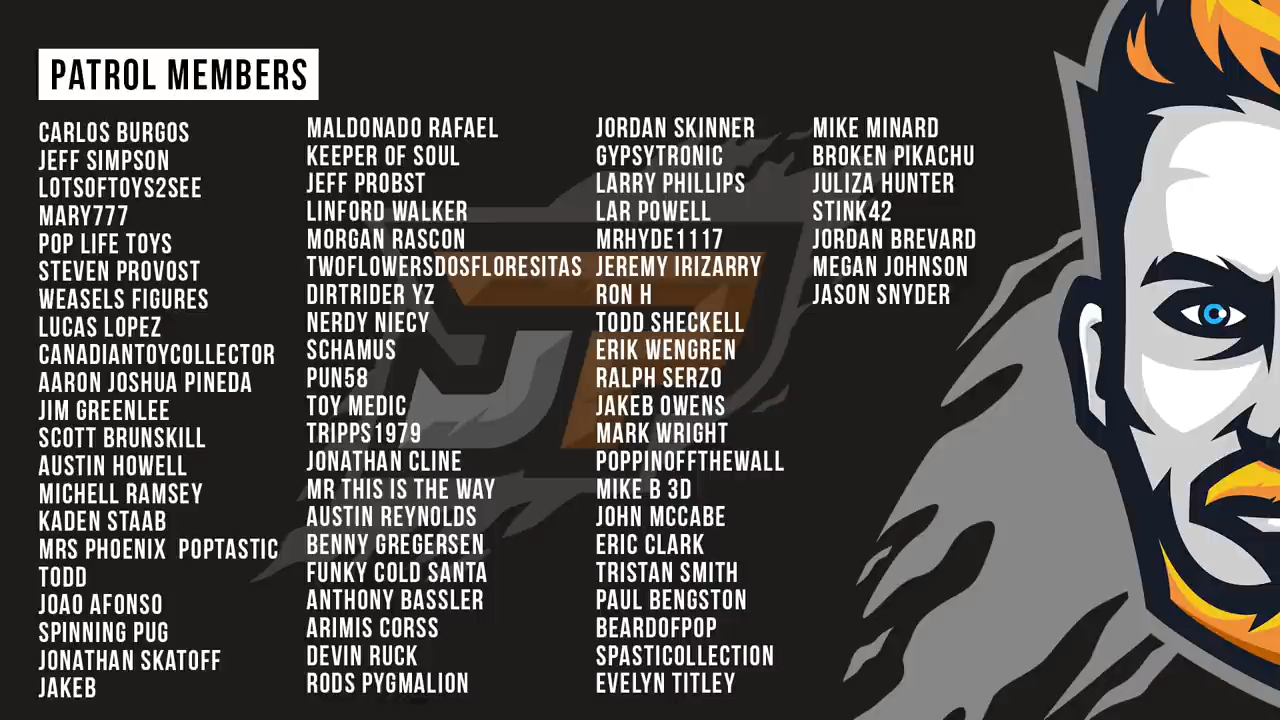 PATROL MEMBERS
CARLOS BURGOS
JEFF SIMPSON
LOTSOFTOYS2SEE
MARY777
POP LIFE TOYS
STEVEN PROVOST
WEASELS FIGURES
LUCAS LOPEZ
CANADIANTOYCOLLECTOR
AARON JOSHUA PINEDA
JIM GREENLEE
SCOTT BRUNSKILL
AUSTIN HOWELL
MICHELL RAMSEY
KADEN STAAB
MRS PHOENIX  POPTASTIC
TODD
JOAO AFONSO
SPINNING PUG
JONATHAN SKATOFF
JAKEB
MALDONADO RAFAEL
KEEPER OF SOUL
JEFF PROBST
LINFORD WALKER
MORGAN RASCON
TWOFLOWERSDOSFLORESITAS
DIRTRIDER YZ
NERDY NIECY
SCHAMUS
PUN58
TOY MEDIC
TRIPPS1979
JONATHAN CLINE
MR THIS IS THE WAY
AUSTIN REYNOLDS
BENNY GREGERSEN
FUNKY COLD SANTA
ANTHONY BASSLER
ARIMIS CORSS
DEVIN RUCK
RODS PYGMALION
JORDAN SKINNER
GYPSYTRONIC
LARRY PHILLIPS
LAR POWELL
MRHYDE1117
JEREMY IRIZARRY
RON H
TODD SHECKELL
ERIK WENGREN
RALPH SERZO
JAKEB OWENS
MARK WRIGHT
POPPINOFFTHEWALL
MIKE B 3D
JOHN MCCABE
ERIC CLARK
TRISTAN SMITH
PAUL BENGSTON
BEARDOFPOP
SPASTICOLLECTION
EVELYN TITLEY
MIKE MINARD
BROKEN PIKACHU
JULIZA HUNTER
STINK42
JORDAN BREVARD
MEGAN JOHNSON
JASON SNYDER
JT